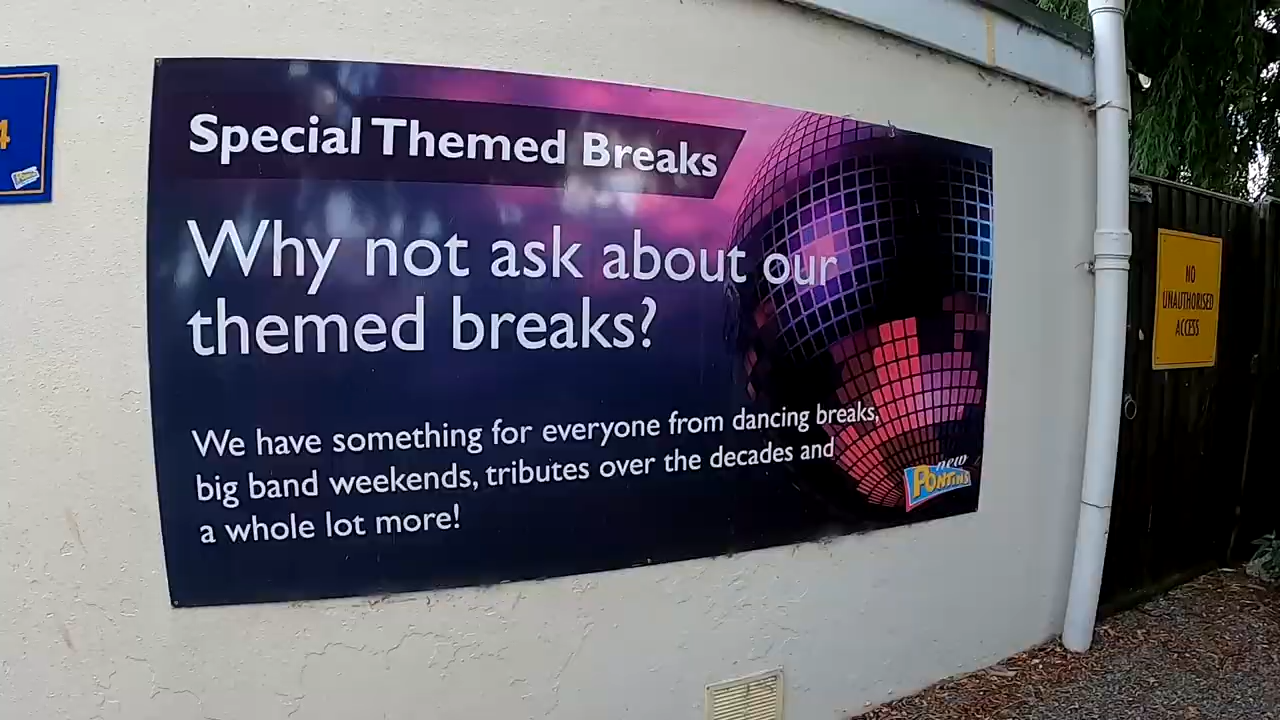 4
Special Themed Breaks
Why not ask about our
themed breaks?
We have something for everyone from dancing breaks,
big band weekends, tributes over the decades and
a whole lot more!
new
PONTINS
NO
UNAUTHORISED
ACCESS